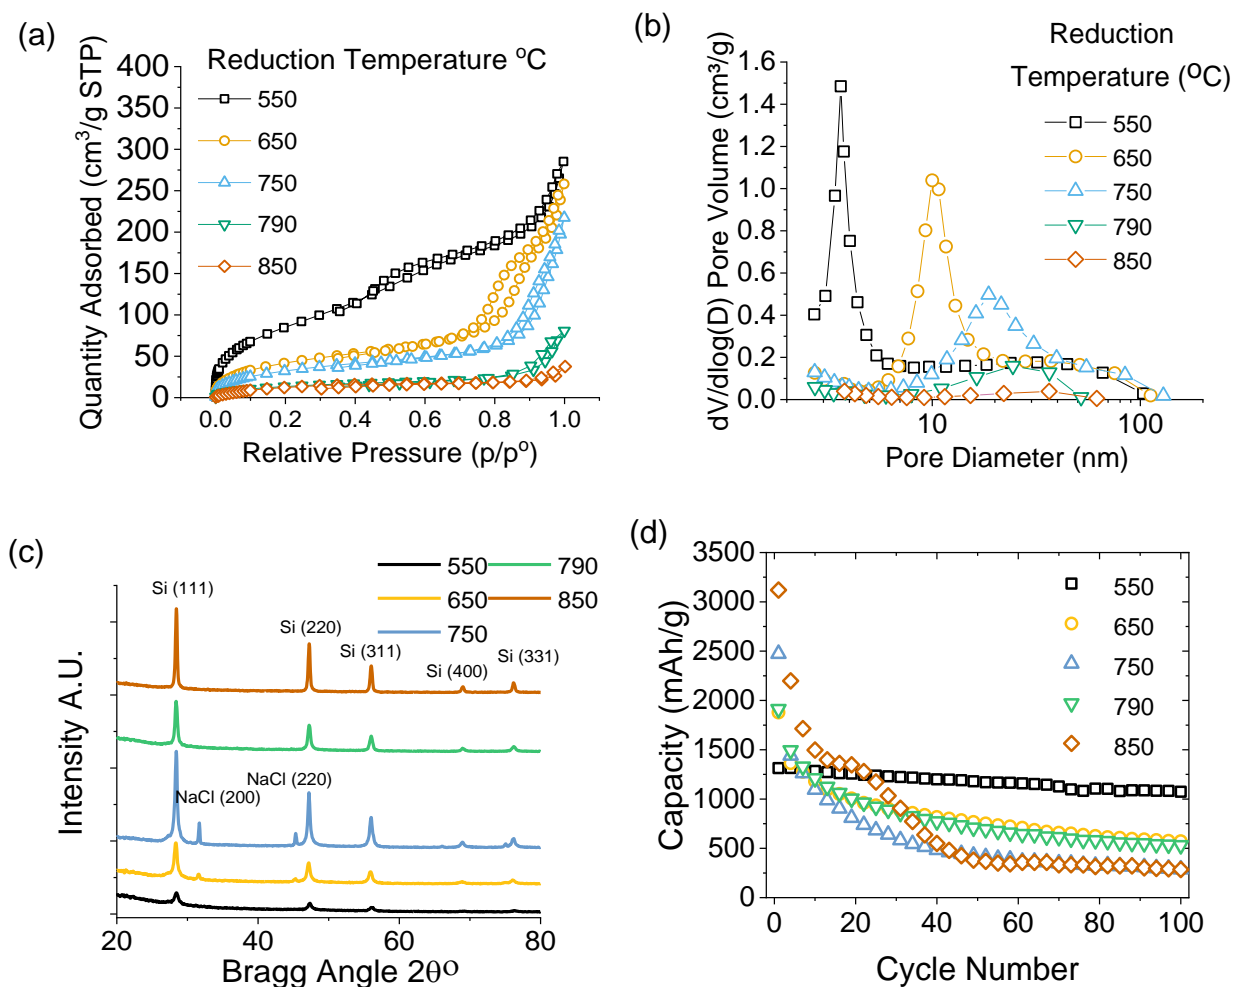 (a)
Reduction Temperature °C
550
650
750
790
850
400
350
300
250
200
150
100
50
0
0.0 0.2 0.4 0.6 0.8 1.0
Quantity Adsorbed (cm³/g STP)
Relative Pressure (p/p°)
(b)
Reduction
Temperature (°C)
550
650
750
790
850
1.6
1.4
1.2
1.0
0.8
0.6
0.4
0.2
0.0
10 100
dV/dlog(D) Pore Volume (cm³/g)
Pore Diameter (nm)
(c)
550 790
650 850
750
Si (111)
Si (220)
Si (311)
Si (400)
Si (331)
NaCl (200)
NaCl (220)
20 40 60 80
Intensity A.U.
Bragg Angle 2θ°
(d)
550
650
750
790
850
3500
3000
2500
2000
1500
1000
500
0
0 20 40 60 80 100
Capacity (mAh/g)
Cycle Number